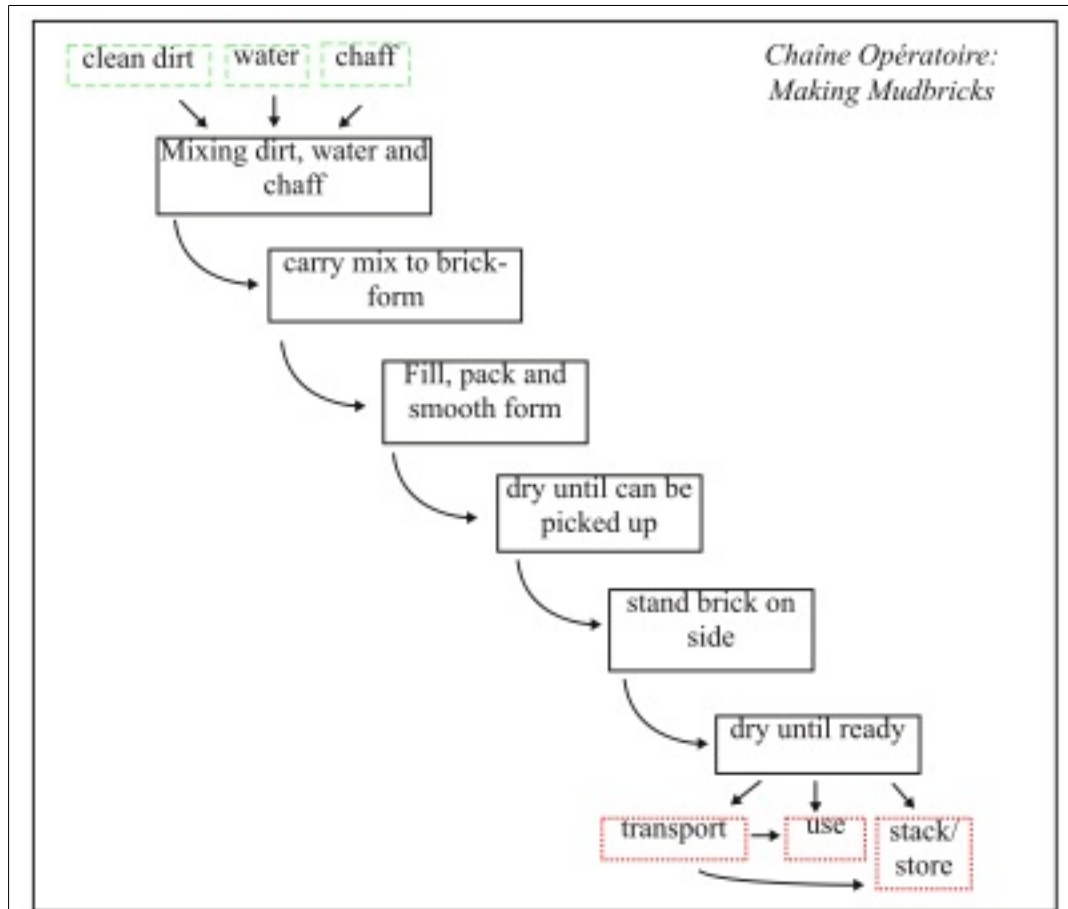 clean dirt
water
chaff
Chaîne Opératoire:
Making Mudbricks
Mixing dirt, water and
chaff
carry mix to brick-
form
Fill, pack and
smooth form
dry until can be
picked up
stand brick on
side
dry until ready
transport
use
stack/
store